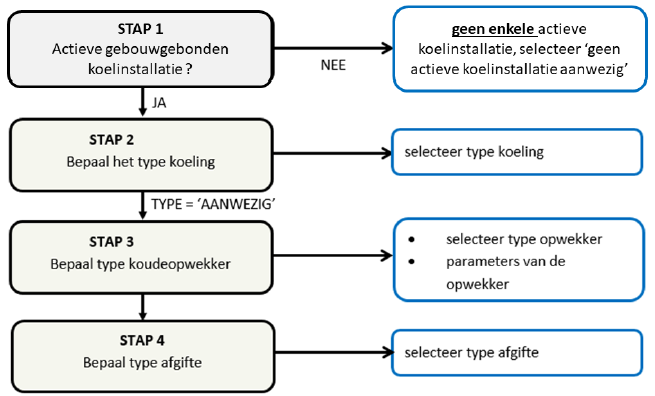 STAP 1
Actieve gebouwgebonden
koelinstallatie ?
NEE
geen enkele actieve
koelinstallatie, selecteer ‘geen
actieve koelinstallatie aanwezig’
JA
STAP 2
Bepaal het type koeling
selecteer type koeling
TYPE = ‘AANWEZIG’
STAP 3
Bepaal type koudeopwekker
• selecteer type opwekker
• parameters van de
opwekker
STAP 4
Bepaal type afgifte
selecteer type afgifte